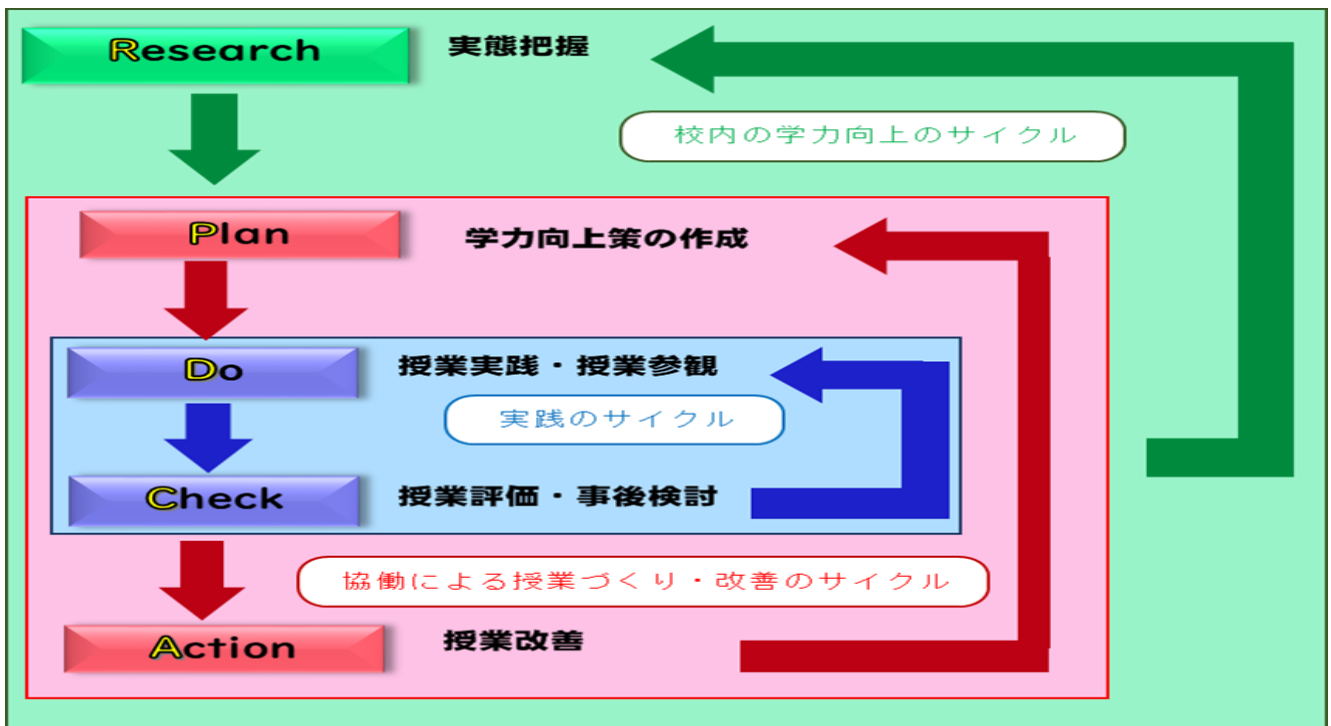 Research
実態把握
校内の学力向上のサイクル
Plan
学力向上策の作成
Do
授業実践・授業参観
実践のサイクル
Check
授業評価・事後検討
協働による授業づくり・改善のサイクル
Action
授業改善